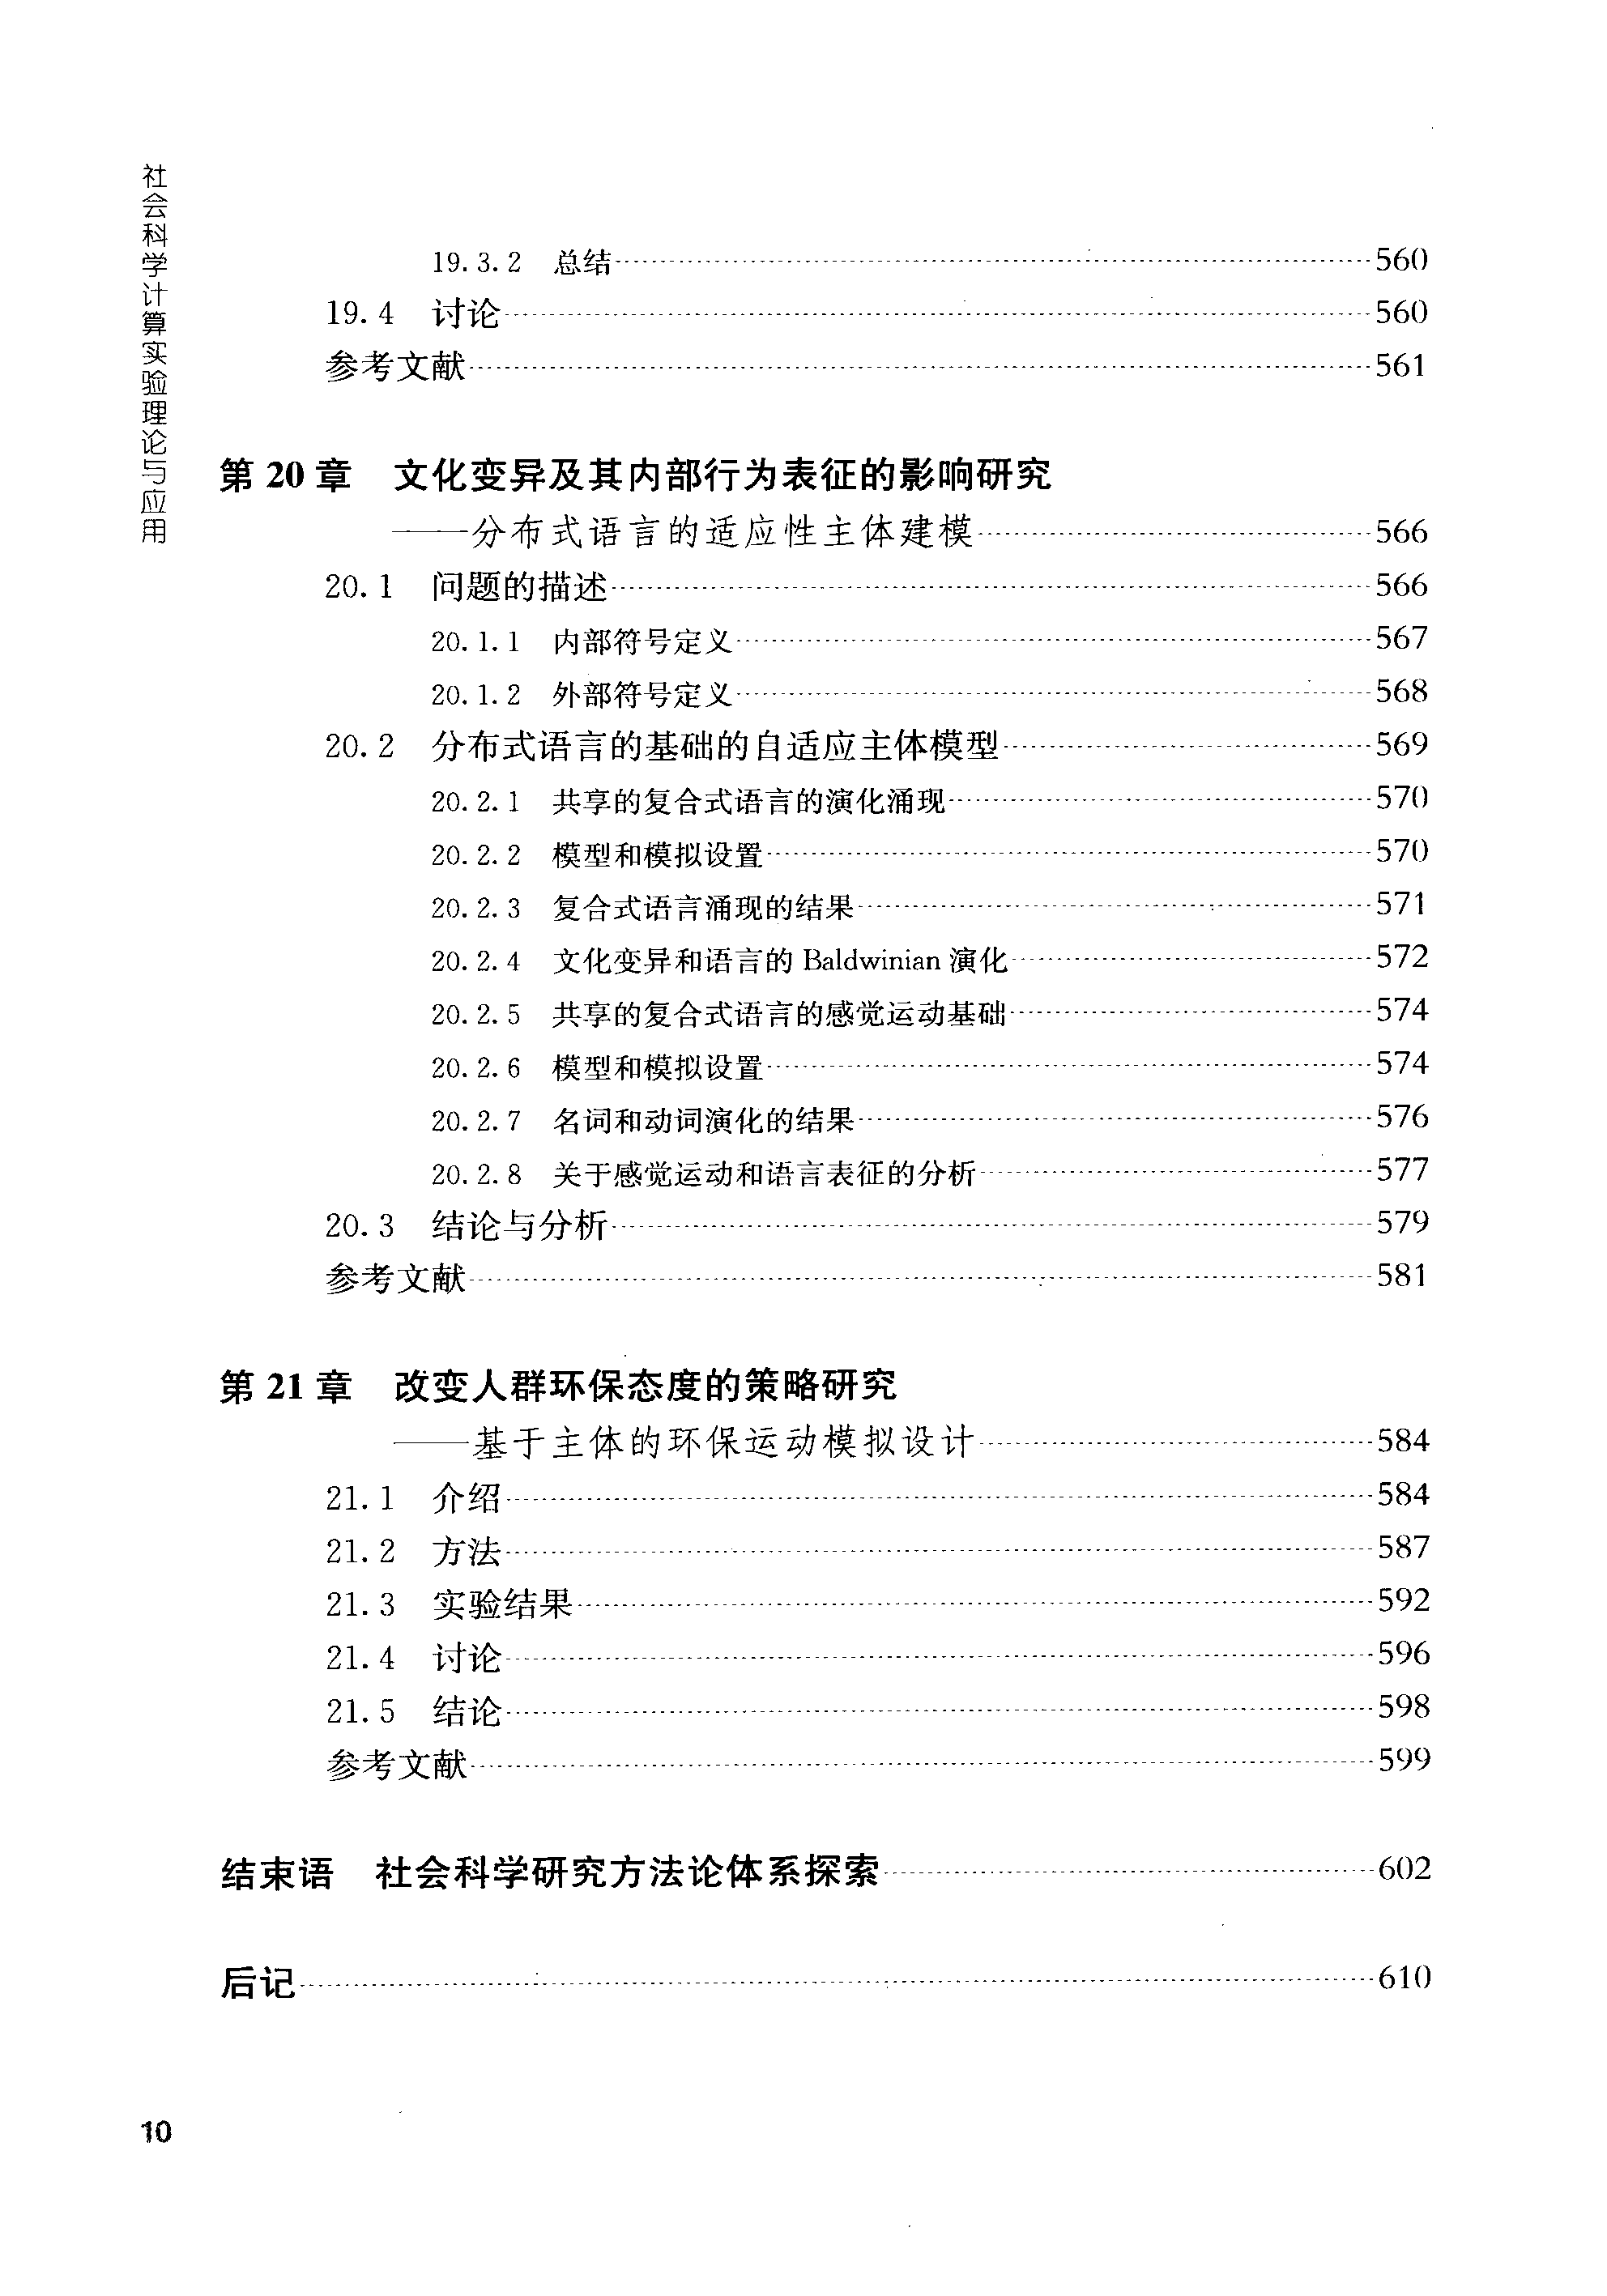 社会科学计算实验理论与应用
19.3.2 总结 560
19.4 讨论 560
参考文献 561
第20章 文化变异及其内部行为表征的影响研究
——分布式语言的适应性主体建模 566
20.1 问题的描述 566
20.1.1 内部符号定义 567
20.1.2 外部符号定义 568
20.2 分布式语言的基础的自适应主体模型 569
20.2.1 共享的复合式语言的演化涌现 570
20.2.2 模型和模拟设置 570
20.2.3 复合式语言涌现的结果 571
20.2.4 文化变异和语言的 Baldwinian 演化 572
20.2.5 共享的复合式语言的感觉运动基础 574
20.2.6 模型和模拟设置 574
20.2.7 名词和动词演化的结果 576
20.2.8 关于感觉运动和语言表征的分析 577
20.3 结论与分析 579
参考文献 581
第21章 改变人群环保态度的策略研究
——基于主体的环保运动模拟设计 584
21.1 介绍 584
21.2 方法 587
21.3 实验结果 592
21.4 讨论 596
21.5 结论 598
参考文献 599
结束语 社会科学研究方法论体系探索 602
后记 610
10